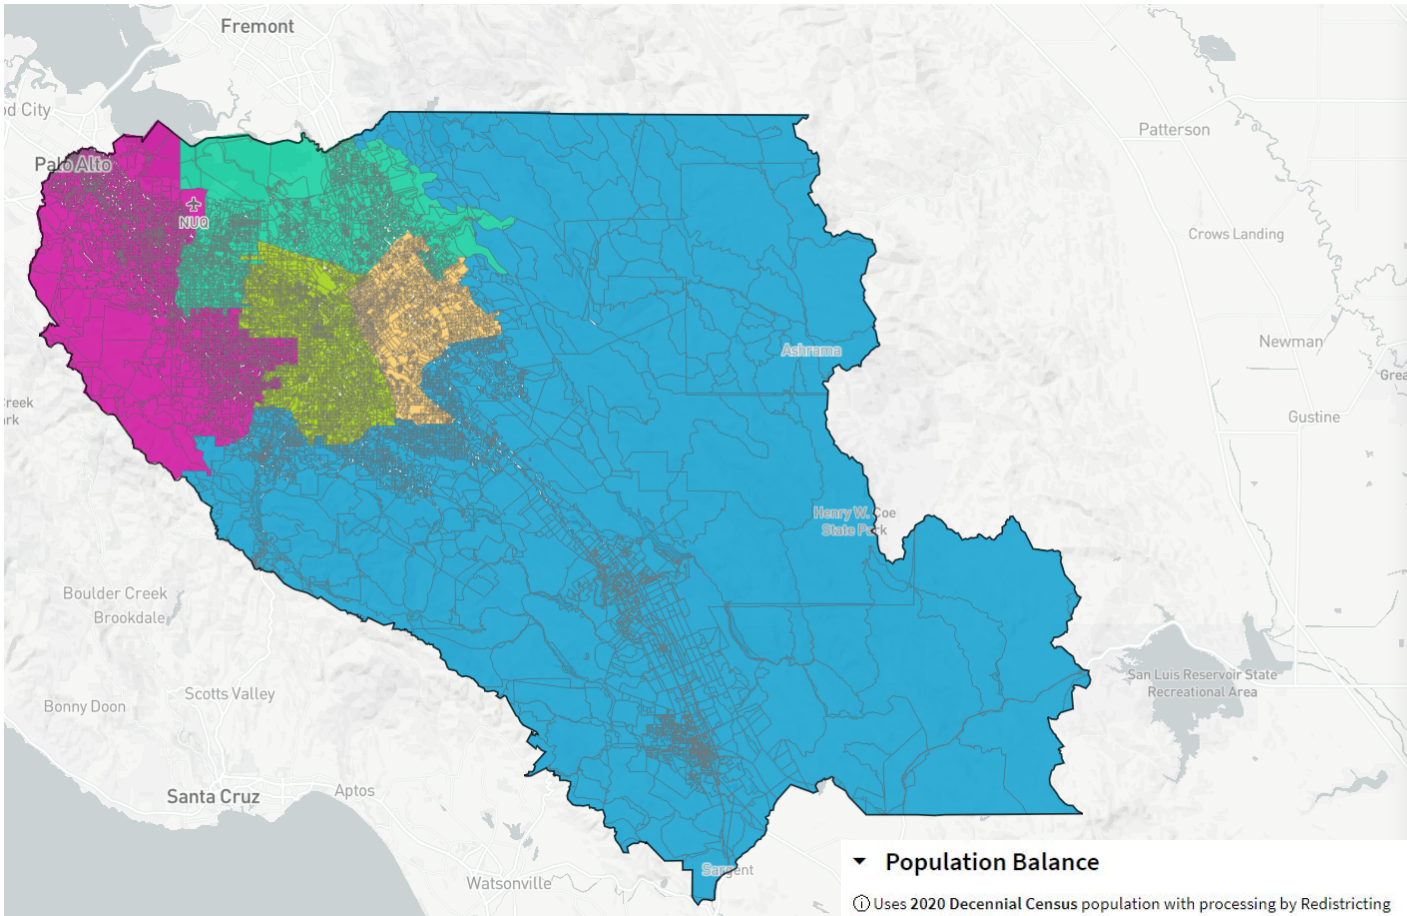 Fremont
od City
Patterson
Palo Alto
NUQ
Crows Landing
Newman
Ashrama
Grea
reek
rk
Gustine
Henry W. Coe
State Park
Boulder Creek
Brookdale
San Luis Reservoir State
Recreational Area
Scotts Valley
Bonny Doon
Santa Cruz
Aptos
Sargent
Watsonville
Population Balance
Uses 2020 Decennial Census population with processing by Redistricting